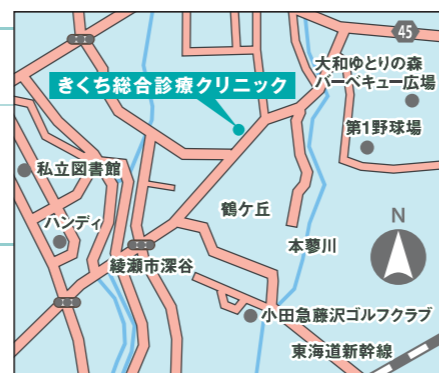 45
大和ゆとりの森
バーベキュー広場
きくち総合診療クリニック
第1野球場
私立図書館
鶴ケ丘
ハンディ
本蓼川
N
綾瀬市深谷
小田急藤沢ゴルフクラブ
東海道新幹線